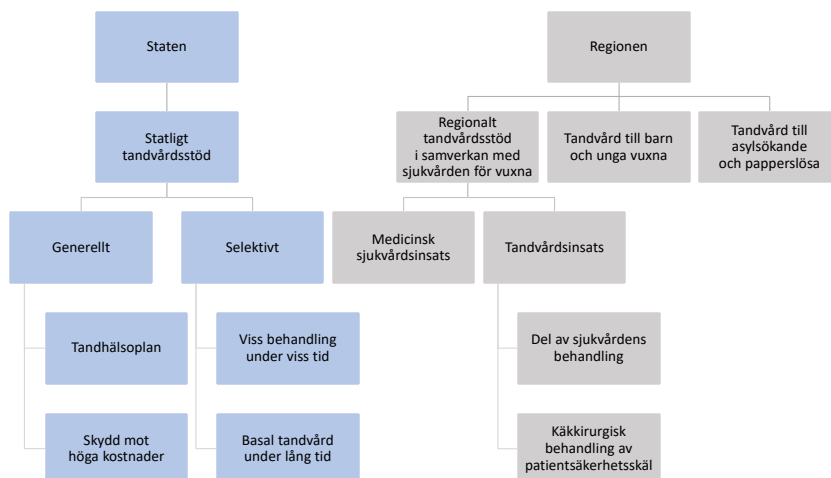 Staten
Regionen
Statligt
tandvårdsstöd
Regionalt
tandvårdsstöd
i samverkan med
sjukvården för vuxna
Tandvård till barn
och unga vuxna
Tandvård till
asylsökande
och papperslösa
Generellt
Selektivt
Medicinsk
sjukvårdsinsats
Tandvårdsinsats
Tandhälsoplan
Viss behandling
under viss tid
Del av sjukvårdens
behandling
Skydd mot
höga kostnader
Basal tandvård
under lång tid
Käkkirurgisk
behandling av
patientsäkerhetsskäl